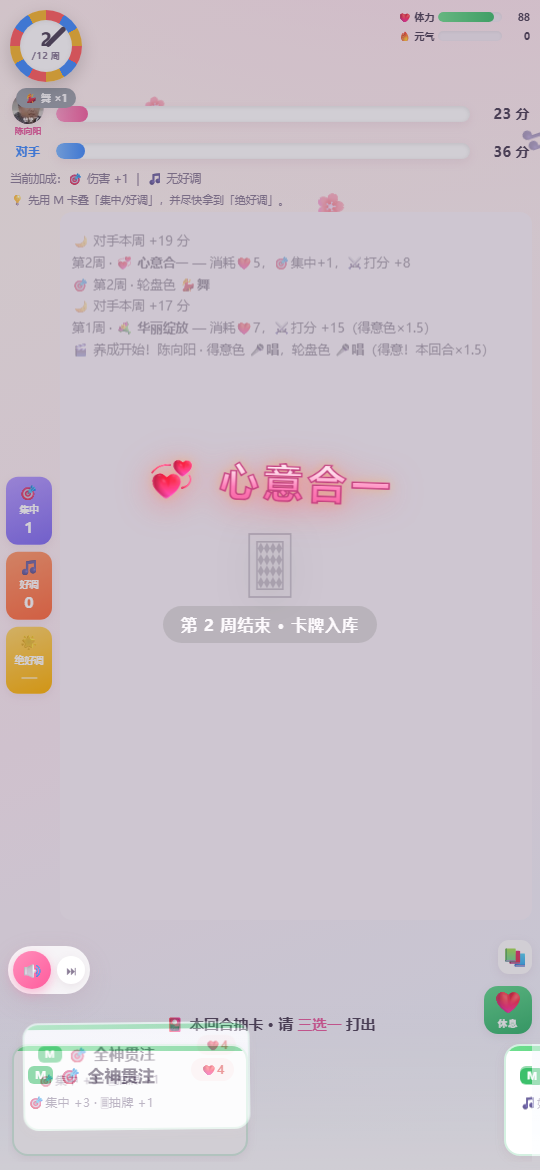 2
/12 周
体力 88
元气 0
舞 ×1
陈向阳 23 分
对手 36 分
当前加成: 伤害 +1 | 无好调
先用 M 卡叠「集中/好调」, 并尽快拿到「绝好调」。
对手本周 +19 分
第2周 · 心意合一 — 消耗 5, 集中+1, 打分 +8
第2周 · 轮盘色 舞
对手本周 +17 分
第1周 · 华丽绽放 — 消耗 7, 打分 +15（得意色×1.5）
养成开始！陈向阳 · 得意色 唱, 轮盘色 唱（得意！本回合×1.5）
心意合一
第 2 周结束 · 卡牌入库
集中
1
好调
0
绝好调
—
休息
本回合抽卡 · 请 三选一 打出
M 全神贯注 4
M 全神贯注 4
集中 +3 · 抽牌 +1
M